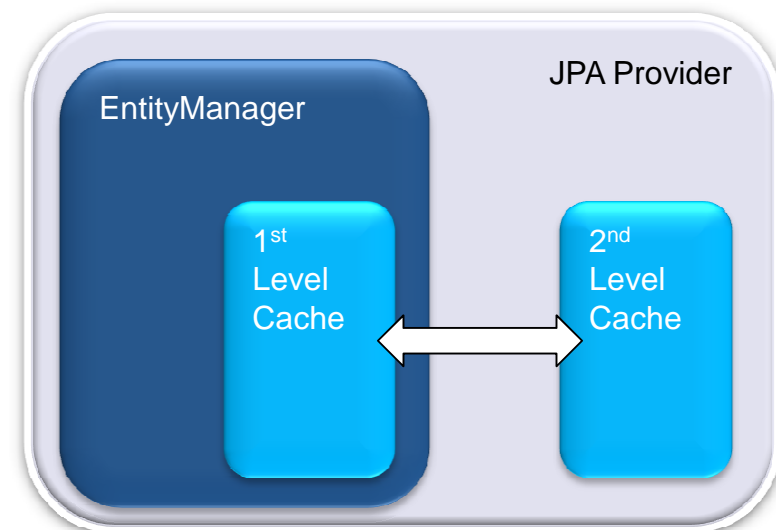 JPA Provider
EntityManager
1st
Level
Cache
2nd
Level
Cache